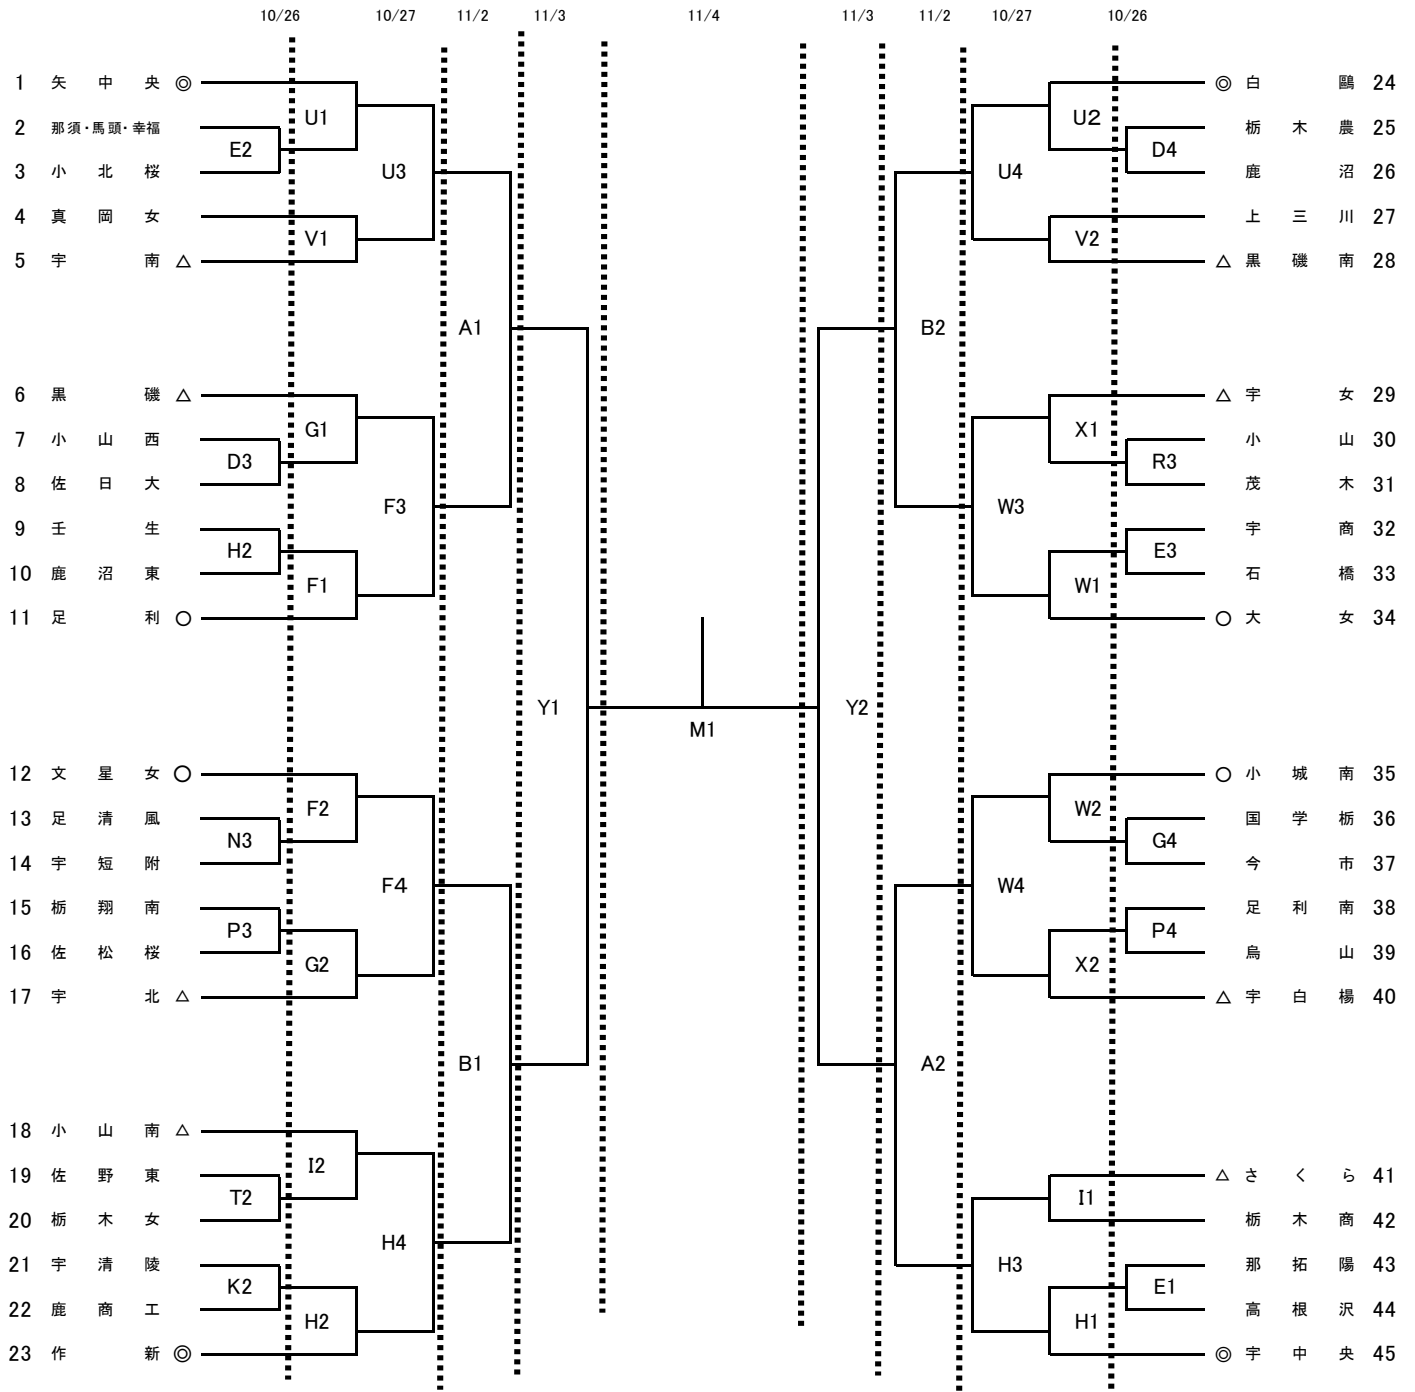 10/26 10/27 11/2 11/3 11/4 11/3 11/2 10/27 10/26
1 矢中央 ◎ ◎ 白鷗 24
U1 U2
2 那須・馬頭・幸福 栃木農 25
E2 D4
3 小北桜 U3 U4 鹿沼 26
4 真岡女 上三川 27
V1 V2
5 宇南 △ △ 黒磯南 28
A1 B2
6 黒磯 △ △ 宇女 29
G1 X1
7 小山西 小山 30
D3 R3
8 佐日大 茂木 31
F3 W3
9 壬生 宇商 32
H2 E3
10 鹿沼東 石橋 33
F1 W1
11 足利 ○ ○ 大女 34
Y1 Y2
M1
12 文星女 ○ ○ 小城南 35
F2 W2
13 足清風 国学栃 36
N3 G4
14 宇短附 今市 37
F4 W4
15 栃翔南 足利南 38
P3 P4
16 佐松桜 烏山 39
G2 X2
17 宇北 △ △ 宇白楊 40
B1 A2
18 小山南 △
I2
19 佐野東 △ さくら 41
T2 I1
20 栃木女 栃木商 42
H4 H3
21 宇清陵 那拓陽 43
K2 E1
22 鹿商工 高根沢 44
H2 H1
23 作新 ◎ ◎ 宇中央 45